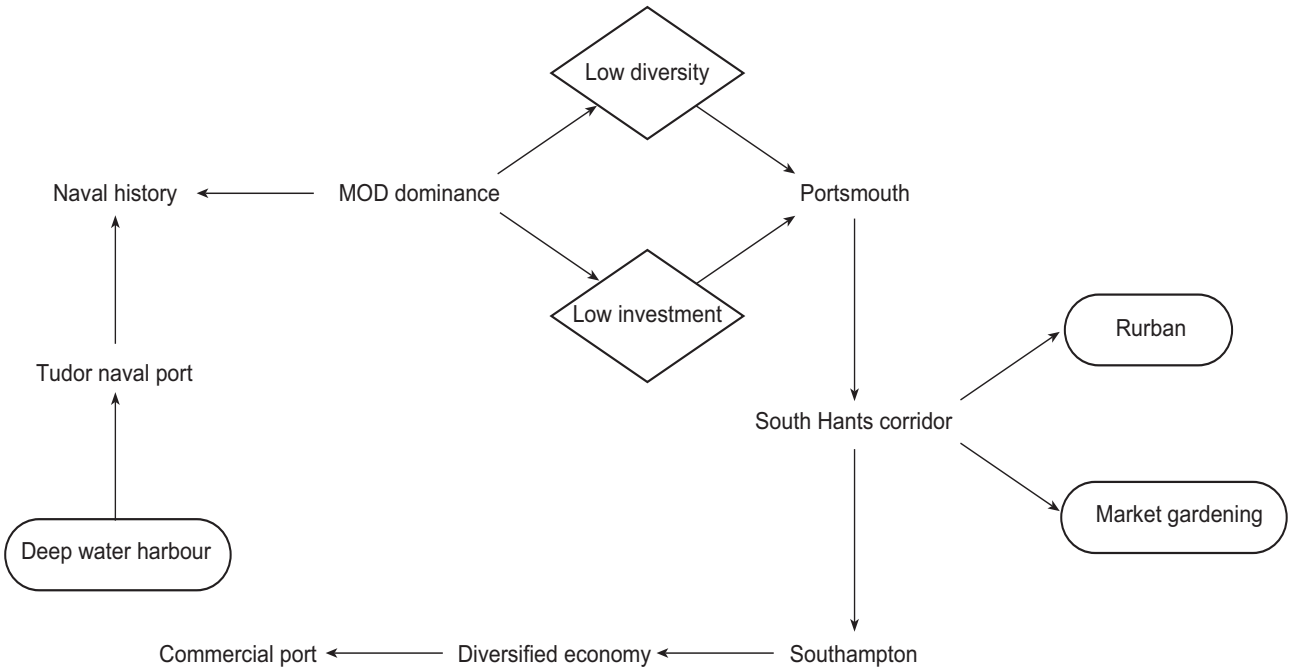 Low diversity
Naval history
MOD dominance
Portsmouth
Low investment
Rurban
Tudor naval port
South Hants corridor
Market gardening
Deep water harbour
Commercial port
Diversified economy
Southampton